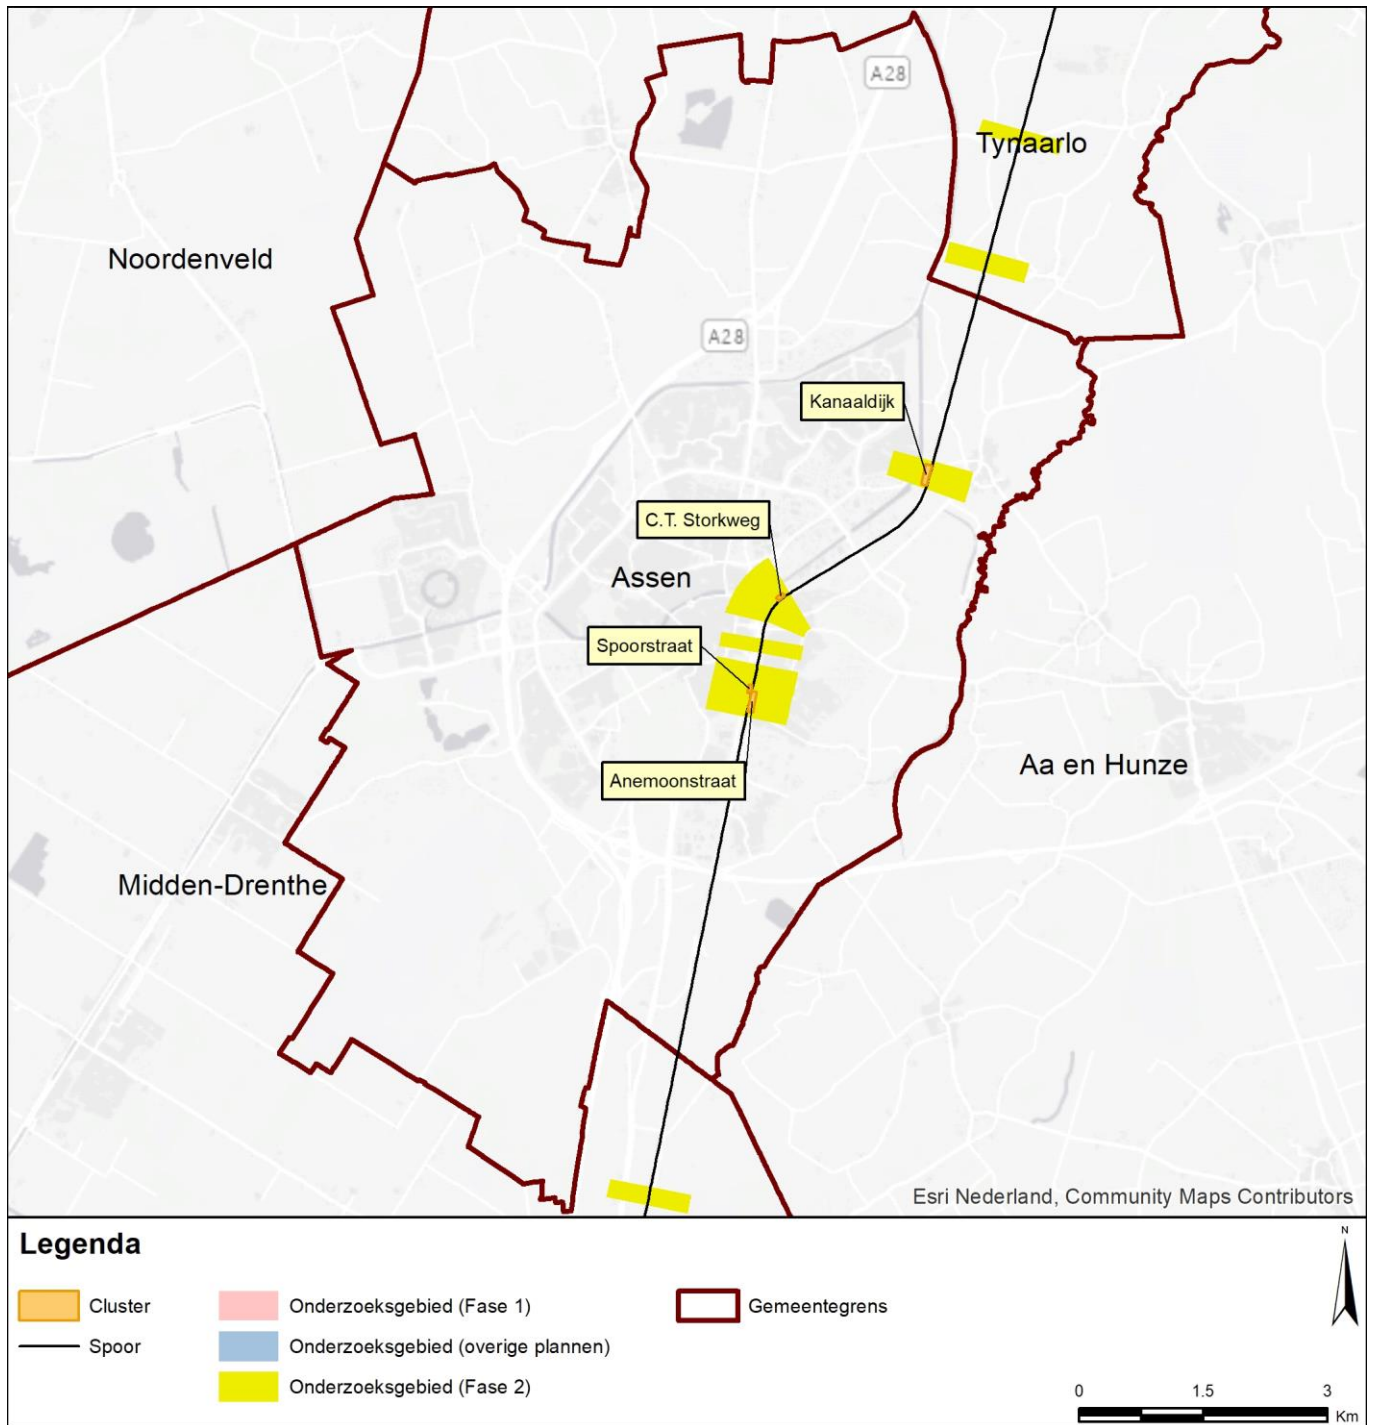 A28
Tynaarlo
Noordenveld
A28
Kanaaldijk
C.T. Storkweg
Assen
Spoorstraat
Aa en Hunze
Anemoonstraat
Midden-Drenthe
Esri Nederland, Community Maps Contributors
Legenda
N
Cluster
Onderzoeksgebied (Fase 1)
Gemeentegrens
Spoor
Onderzoeksgebied (overige plannen)
Onderzoeksgebied (Fase 2)
0 1.5 3
Km